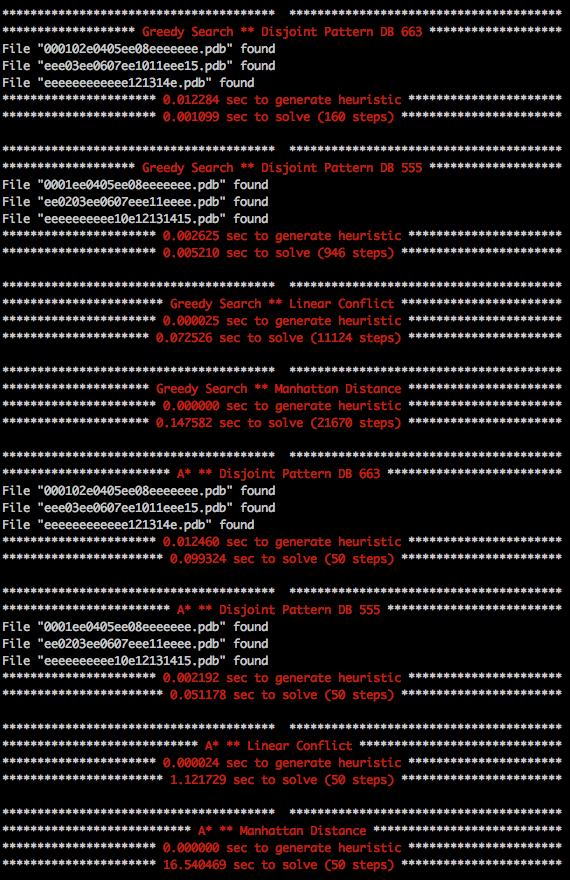 *************************************** ***************************************
******************* Greedy Search ** Disjoint Pattern DB 663 *******************
File "000102e0405ee08eeeeeee.pdb" found
File "eee03ee0607ee1011eee15.pdb" found
File "eeeeeeeeeeee121314e.pdb" found
********************** 0.012284 sec to generate heuristic **********************
********************** 0.001099 sec to solve (160 steps) ***********************
*************************************** ***************************************
******************* Greedy Search ** Disjoint Pattern DB 555 *******************
File "0001ee0405ee08eeeeeee.pdb" found
File "ee0203ee0607eee11eeee.pdb" found
File "eeeeeeeeee10e12131415.pdb" found
********************** 0.002625 sec to generate heuristic **********************
********************** 0.005210 sec to solve (946 steps) ***********************
*************************************** ***************************************
*********************** Greedy Search ** Linear Conflict ***********************
********************** 0.000025 sec to generate heuristic **********************
********************* 0.072526 sec to solve (11124 steps) **********************
*************************************** ***************************************
********************* Greedy Search ** Manhattan Distance **********************
********************** 0.000000 sec to generate heuristic **********************
********************* 0.147582 sec to solve (21670 steps) **********************
*************************************** ***************************************
************************ A* ** Disjoint Pattern DB 663 *************************
File "000102e0405ee08eeeeeee.pdb" found
File "eee03ee0607ee1011eee15.pdb" found
File "eeeeeeeeeeee121314e.pdb" found
********************** 0.012460 sec to generate heuristic **********************
*********************** 0.099324 sec to solve (50 steps) ***********************
*************************************** ***************************************
************************ A* ** Disjoint Pattern DB 555 *************************
File "0001ee0405ee08eeeeeee.pdb" found
File "ee0203ee0607eee11eeee.pdb" found
File "eeeeeeeeee10e12131415.pdb" found
********************** 0.002192 sec to generate heuristic **********************
*********************** 0.051178 sec to solve (50 steps) ***********************
*************************************** ***************************************
**************************** A* ** Linear Conflict *****************************
********************** 0.000024 sec to generate heuristic **********************
*********************** 1.121729 sec to solve (50 steps) ***********************
*************************************** ***************************************
*************************** A* ** Manhattan Distance ***************************
********************** 0.000000 sec to generate heuristic **********************
********************** 16.540469 sec to solve (50 steps) ***********************